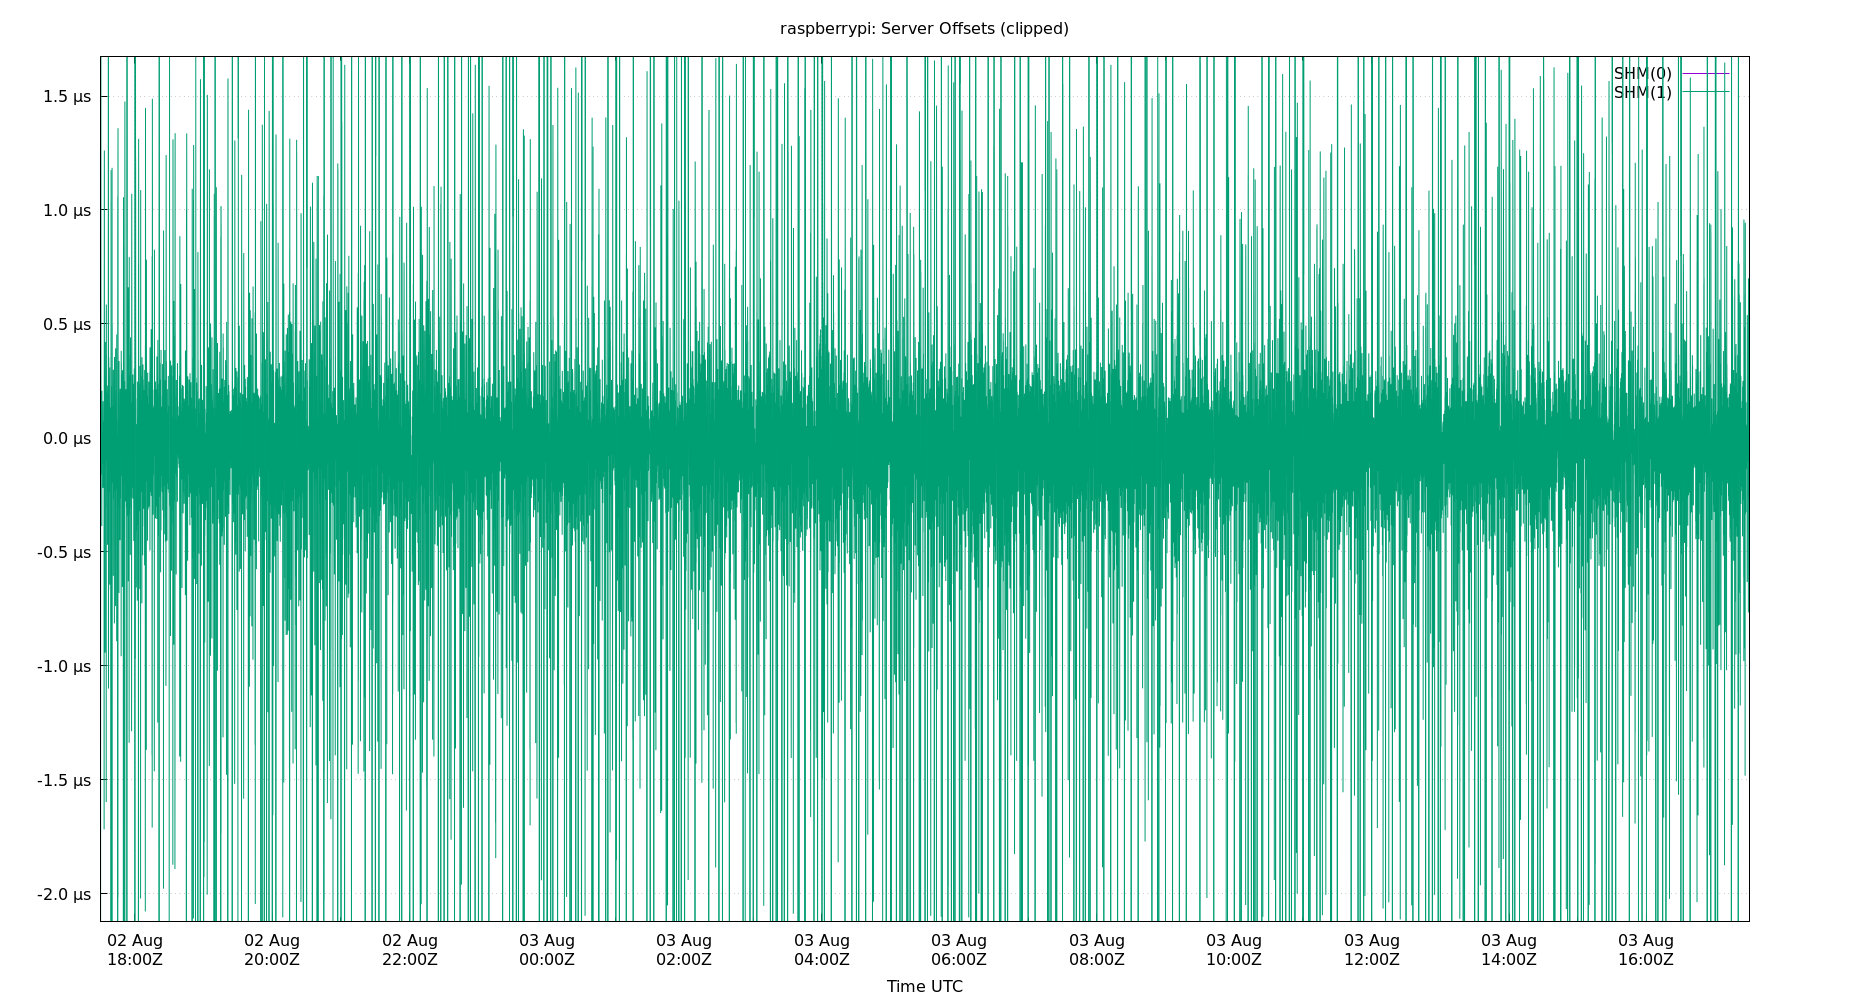 raspberrypi: Server Offsets (clipped)
SHM(0)
SHM(1)
1.5 µs
1.0 µs
0.5 µs
0.0 µs
-0.5 µs
-1.0 µs
-1.5 µs
-2.0 µs
02 Aug 02 Aug 02 Aug 03 Aug 03 Aug 03 Aug 03 Aug 03 Aug 03 Aug 03 Aug 03 Aug 03 Aug
18:00Z 20:00Z 22:00Z 00:00Z 02:00Z 04:00Z 06:00Z 08:00Z 10:00Z 12:00Z 14:00Z 16:00Z
Time UTC